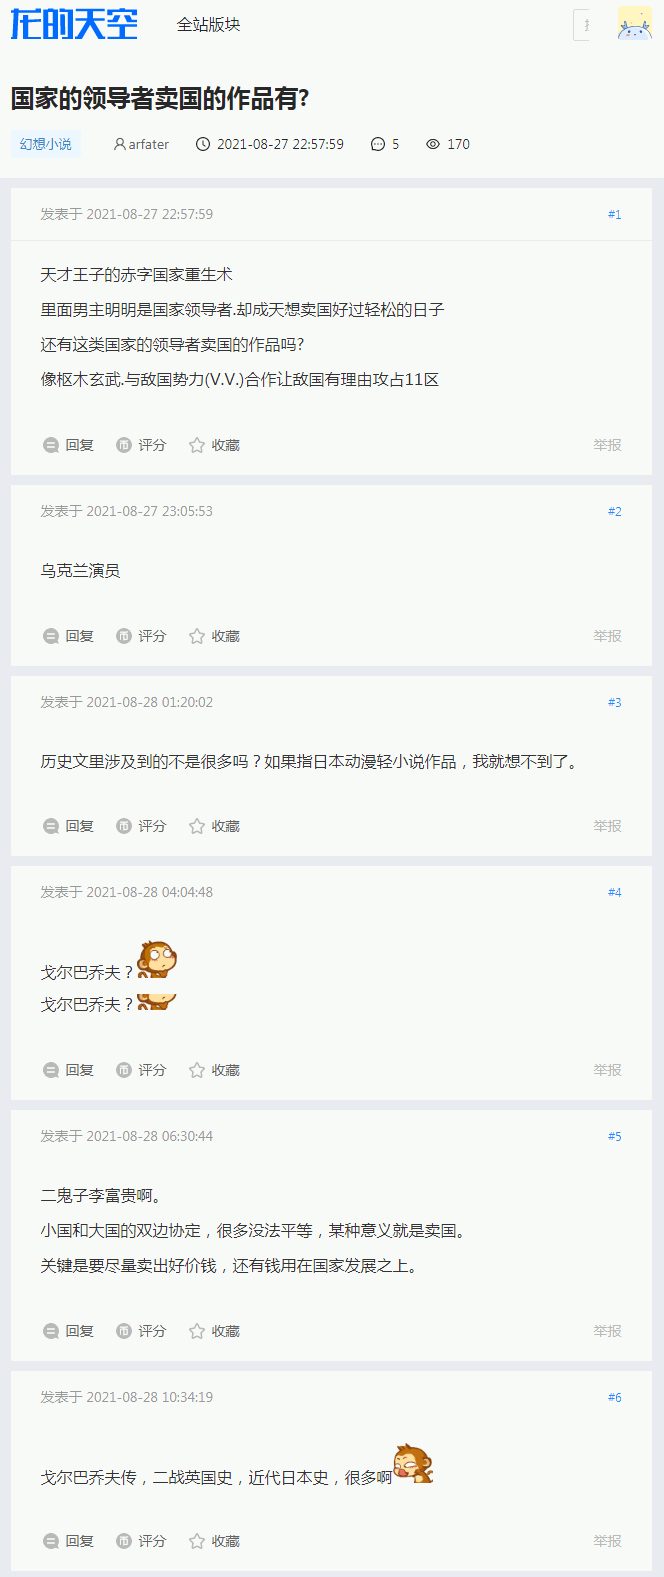 龙的天空
全站版块
国家的领导者卖国的作品有?
幻想小说
arfater
2021-08-27 22:57:59
5
170
发表于 2021-08-27 22:57:59
#1
天才王子的赤字国家重生术
里面男主明明是国家领导者.却成天想卖国好过轻松的日子
还有这类国家的领导者卖国的作品吗?
像枢木玄武.与敌国势力(V.V.)合作让敌国有理由攻占11区
回复 评分 收藏 举报
发表于 2021-08-27 23:05:53
#2
乌克兰演员
回复 评分 收藏 举报
发表于 2021-08-28 01:20:02
#3
历史文里涉及到的不是很多吗？如果指日本动漫轻小说作品，我就想不到了。
回复 评分 收藏 举报
发表于 2021-08-28 04:04:48
#4
戈尔巴乔夫？
戈尔巴乔夫？
回复 评分 收藏 举报
发表于 2021-08-28 06:30:44
#5
二鬼子李富贵啊。
小国和大国的双边协定，很多没法平等，某种意义就是卖国。
关键是要尽量卖出好价钱，还有钱用在国家发展之上。
回复 评分 收藏 举报
发表于 2021-08-28 10:34:19
#6
戈尔巴乔夫传，二战英国史，近代日本史，很多啊
回复 评分 收藏 举报